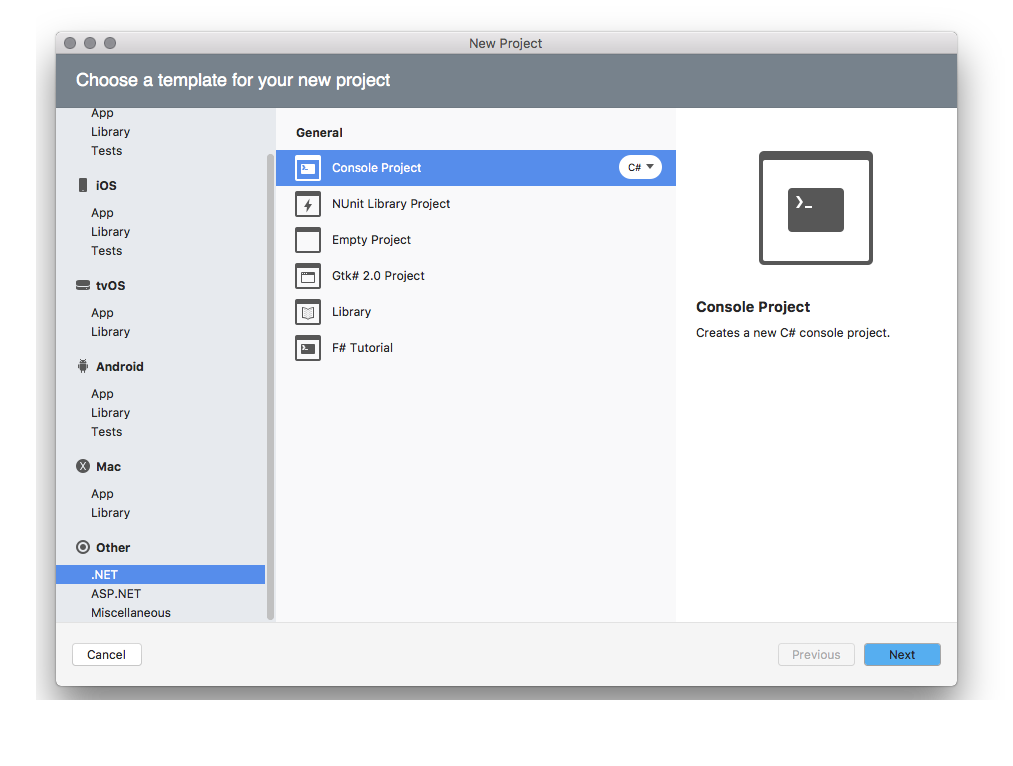 New Project
Choose a template for your new project
App
Library
Tests
iOS
App
Library
Tests
tvOS
App
Library
Android
App
Library
Tests
Mac
App
Library
Other
.NET
ASP.NET
Miscellaneous
General
Console Project
C#
NUnit Library Project
Empty Project
Gtk# 2.0 Project
Library
F# Tutorial
Console Project
Creates a new C# console project.
Cancel
Previous
Next